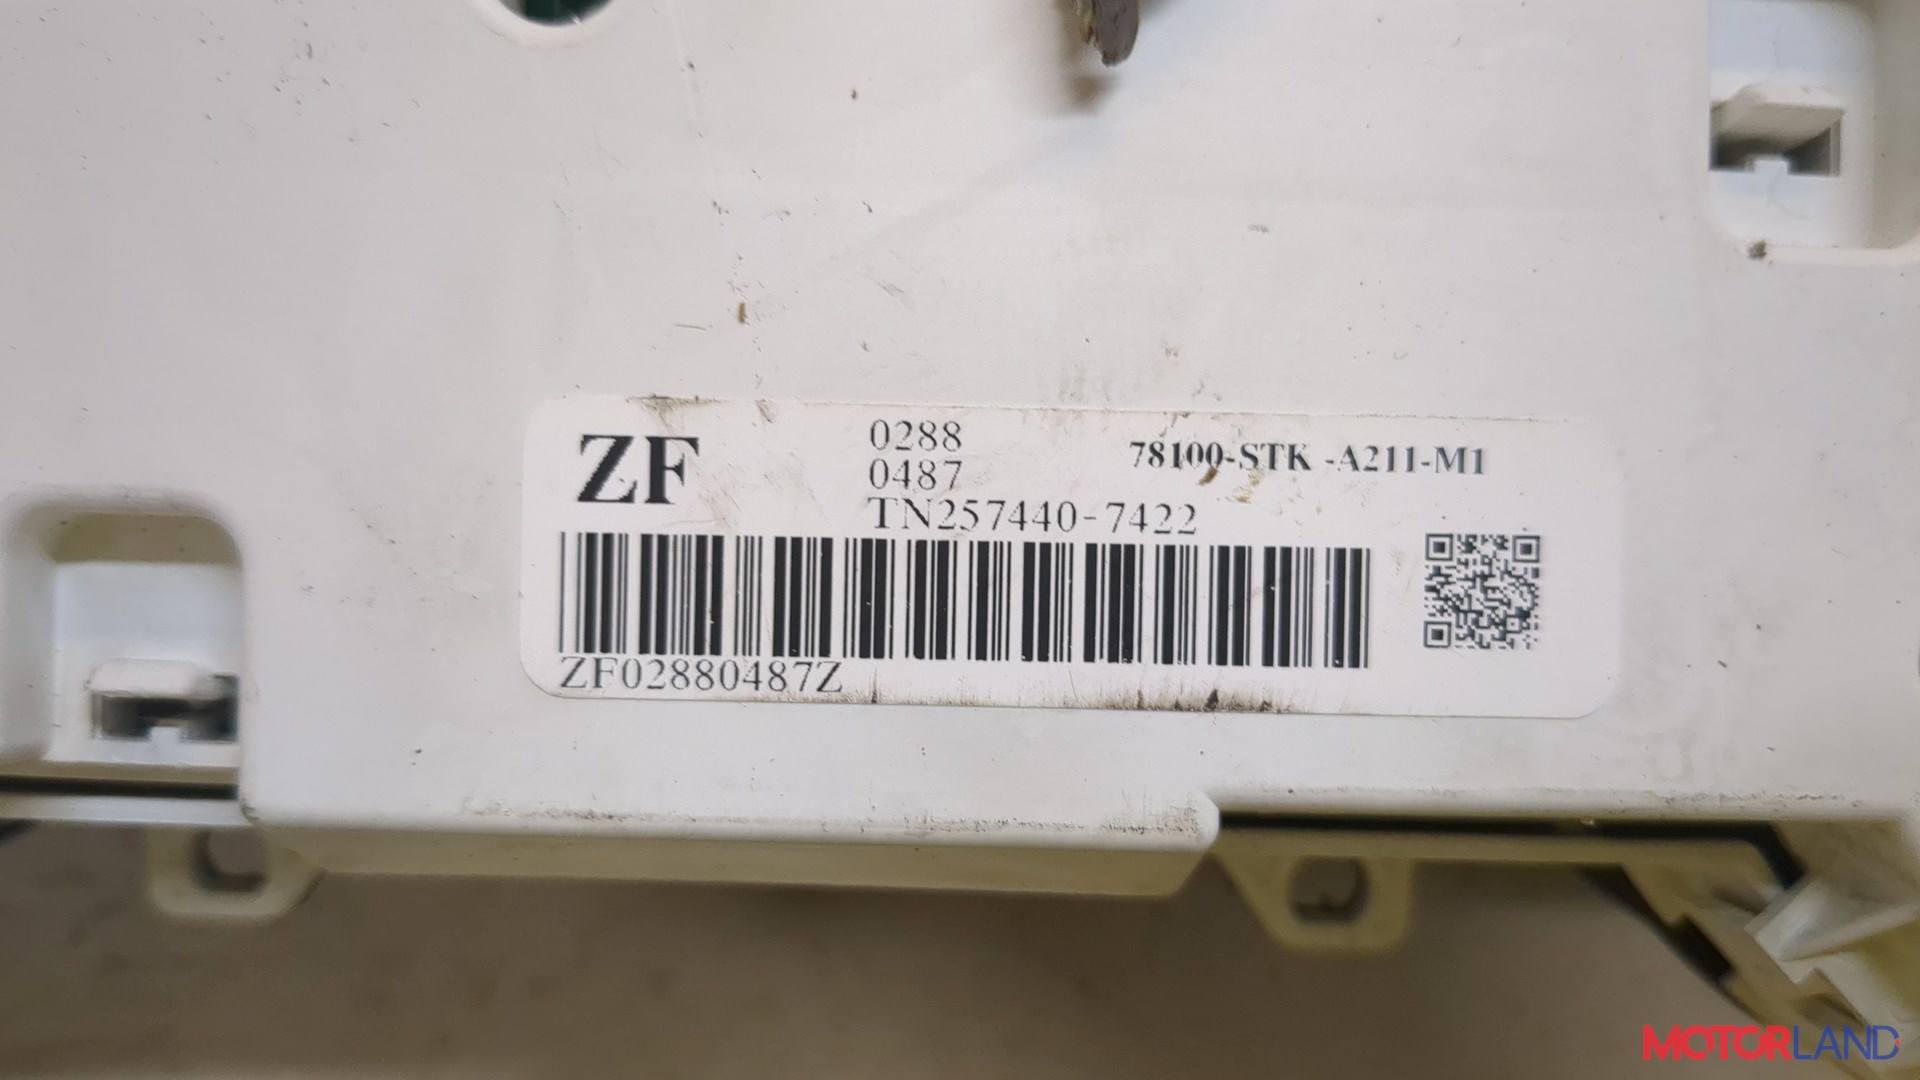 ZF
0288
0487
78100-STK -A211-M1
TN257440-7422
ZF02880487Z
MOTORLAND